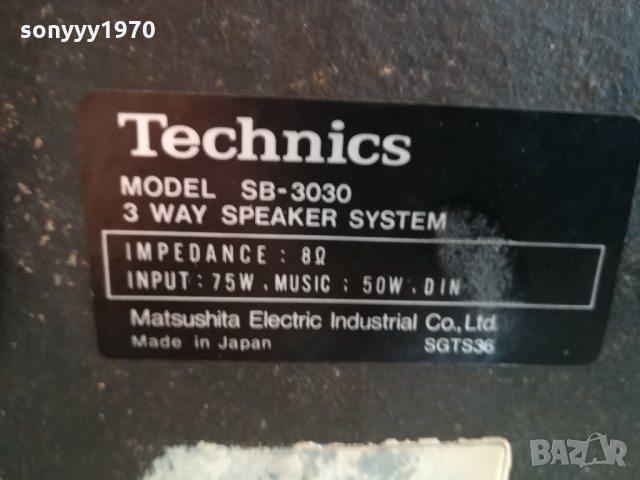 sonyyy1970
Technics
MODEL SB-3030
3 WAY SPEAKER SYSTEM
IMPEDANCE : 8Ω
INPUT : 75W . MUSIC ; 50W . DIN
Matsushita Electric Industrial Co., Ltd.
Made in Japan SGTS36
BAZAR